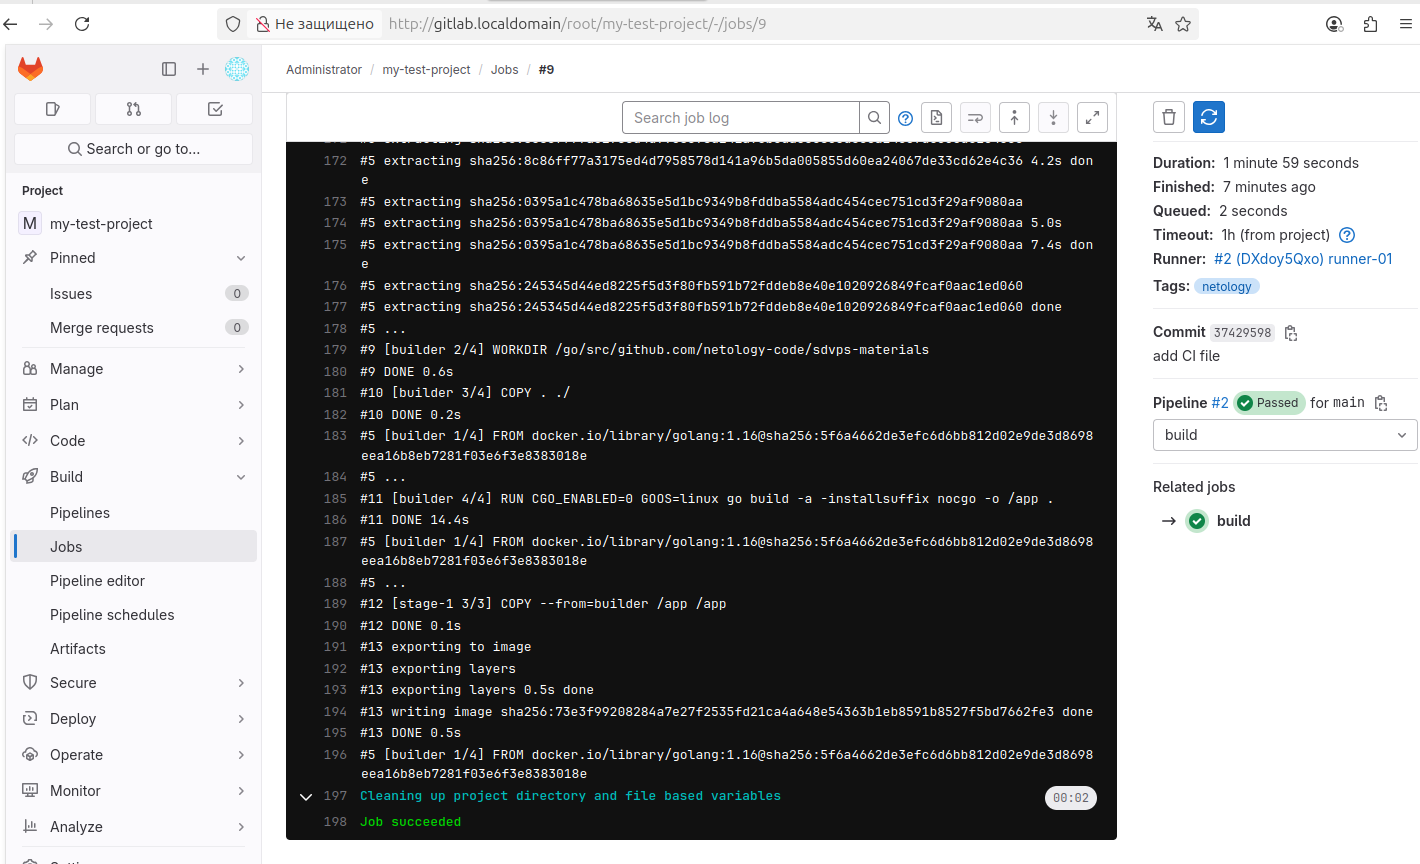 Не защищено
http://gitlab.localdomain/root/my-test-project/-/jobs/9
Administrator / my-test-project / Jobs / #9
Search or go to...
Project
M my-test-project
Pinned
Issues 0
Merge requests 0
Manage
Plan
Code
Build
Pipelines
Jobs
Pipeline editor
Pipeline schedules
Artifacts
Secure
Deploy
Operate
Monitor
Analyze
Search job log
172 #5 extracting sha256:8c86ff77a3175ed4d7958578d141a96b5da005855d60ea24067de33cd62e4c36 4.2s don
e
173 #5 extracting sha256:0395a1c478ba68635e5d1bc9349b8fddba5584adc454cec751cd3f29af9080aa
174 #5 extracting sha256:0395a1c478ba68635e5d1bc9349b8fddba5584adc454cec751cd3f29af9080aa 5.0s
175 #5 extracting sha256:0395a1c478ba68635e5d1bc9349b8fddba5584adc454cec751cd3f29af9080aa 7.4s don
e
176 #5 extracting sha256:245345d44ed8225f5d3f80fb591b72fddeb8e40e1020926849fcaf0aac1ed060
177 #5 extracting sha256:245345d44ed8225f5d3f80fb591b72fddeb8e40e1020926849fcaf0aac1ed060 done
178 #5 ...
179 #9 [builder 2/4] WORKDIR /go/src/github.com/netology-code/sdvps-materials
180 #9 DONE 0.6s
181 #10 [builder 3/4] COPY . ./
182 #10 DONE 0.2s
183 #5 [builder 1/4] FROM docker.io/library/golang:1.16@sha256:5f6a4662de3efc6d6bb812d02e9de3d8698
eea16b8eb7281f03e6f3e8383018e
184 #5 ...
185 #11 [builder 4/4] RUN CGO_ENABLED=0 GOOS=linux go build -a -installsuffix nocgo -o /app .
186 #11 DONE 14.4s
187 #5 [builder 1/4] FROM docker.io/library/golang:1.16@sha256:5f6a4662de3efc6d6bb812d02e9de3d8698
eea16b8eb7281f03e6f3e8383018e
188 #5 ...
189 #12 [stage-1 3/3] COPY --from=builder /app /app
190 #12 DONE 0.1s
191 #13 exporting to image
192 #13 exporting layers
193 #13 exporting layers 0.5s done
194 #13 writing image sha256:73e3f99208284a7e27f2535fd21ca4a648e54363b1eb8591b8527f5bd7662fe3 done
195 #13 DONE 0.5s
196 #5 [builder 1/4] FROM docker.io/library/golang:1.16@sha256:5f6a4662de3efc6d6bb812d02e9de3d8698
eea16b8eb7281f03e6f3e8383018e
197 Cleaning up project directory and file based variables 00:02
198 Job succeeded
Duration: 1 minute 59 seconds
Finished: 7 minutes ago
Queued: 2 seconds
Timeout: 1h (from project)
Runner: #2 (DXdoy5Qxo) runner-01
Tags: netology
Commit 37429598
add CI file
Pipeline #2 Passed for main
build
Related jobs
build